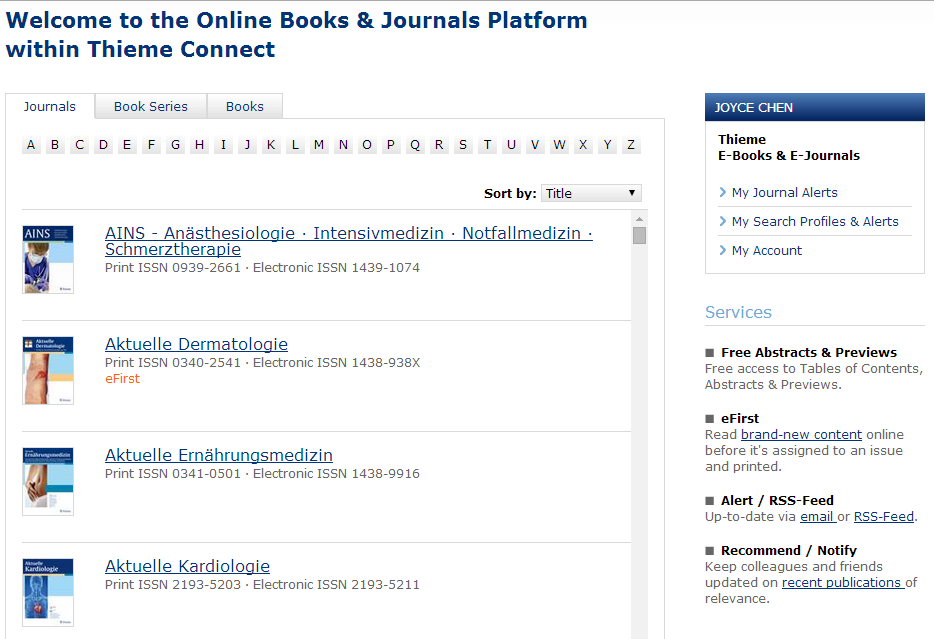 Welcome to the Online Books & Journals Platform
within Thieme Connect
Journals
Book Series
Books
A B C D E F G H I J K L M N O P Q R S T U V W X Y Z
Sort by: Title
AINS
AINS - Anästhesiologie · Intensivmedizin · Notfallmedizin ·
Schmerztherapie
Print ISSN 0939-2661 · Electronic ISSN 1439-1074
Aktuelle
Dermatologie
Aktuelle Dermatologie
Print ISSN 0340-2541 · Electronic ISSN 1438-938X
eFirst
Ernährungsmedizin
Aktuelle Ernährungsmedizin
Print ISSN 0341-0501 · Electronic ISSN 1438-9916
Aktuelle
Kardiologie
Aktuelle Kardiologie
Print ISSN 2193-5203 · Electronic ISSN 2193-5211
JOYCE CHEN
Thieme
E-Books & E-Journals
My Journal Alerts
My Search Profiles & Alerts
My Account
Services
Free Abstracts & Previews
Free access to Tables of Contents,
Abstracts & Previews.
eFirst
Read brand-new content online
before it's assigned to an issue
and printed.
Alert / RSS-Feed
Up-to-date via email or RSS-Feed.
Recommend / Notify
Keep colleagues and friends
updated on recent publications of
relevance.